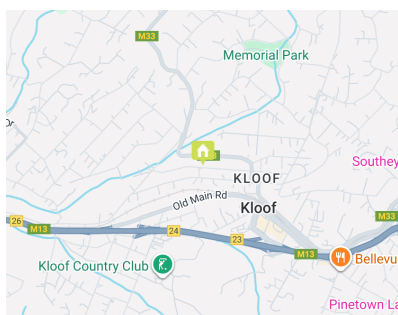 M33
Memorial Park
KLOOF
Southey
Old Main Rd
Kloof
M33
26
M13
24
23
M13
Kloof Country Club
Bellevu
Pinetown La